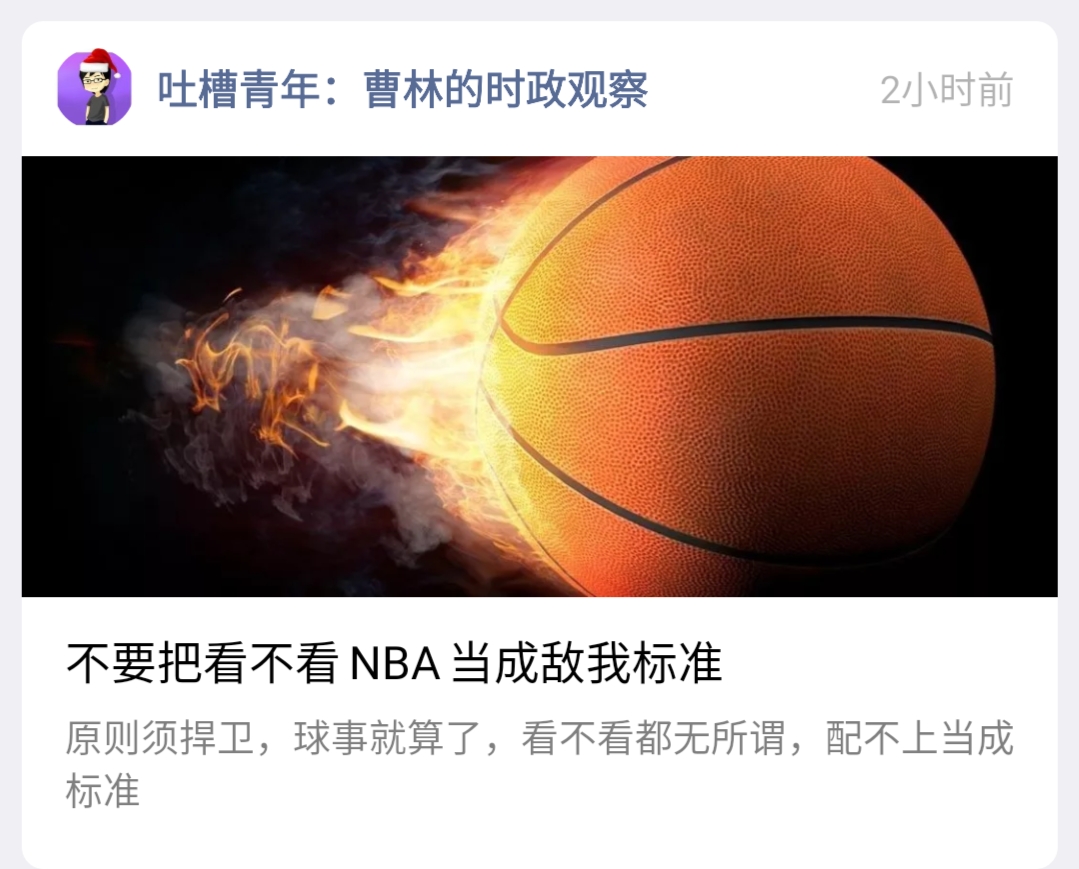 吐槽青年：曹林的时政观察
2小时前
不要把看不看 NBA 当成敌我标准
原则须捍卫，球事就算了，看不看都无所谓，配不上当成
标准